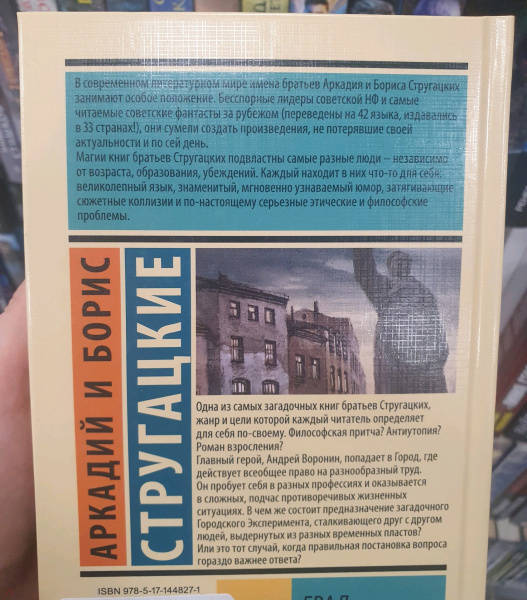 В современном литературном мире имена братьев Аркадия и Бориса Стругацких
занимают особое положение. Бесспорные лидеры советской НФ и самые
читаемые советские фантасты за рубежом (переведены на 42 языка, издавались
в 33 странах!), они сумели создать произведения, не потерявшие своей
актуальности и по сей день.
Магии книг братьев Стругацких подвластны самые разные люди – независимо
от возраста, образования, убеждений. Каждый находит в них что-то для себя:
великолепный язык, знаменитый, мгновенно узнаваемый юмор, затягивающие
сюжетные коллизии и по-настоящему серьезные этические и философские
проблемы.
АРКАДИЙ И БОРИС
СТРУГАЦКИЕ
Одна из самых загадочных книг братьев Стругацких,
жанр и цели которой каждый читатель определяет
для себя по-своему. Философская притча? Антиутопия?
Роман взросления?
Главный герой, Андрей Воронин, попадает в Город, где
действует всеобщее право на разнообразный труд.
Он пробует себя в разных профессиях и оказывается
в сложных, подчас противоречивых жизненных
ситуациях. В чем же состоит предназначение загадочного
Городского Эксперимента, сталкивающего друг с другом
людей, выдернутых из разных временных пластов?
Или это тот случай, когда правильная постановка вопроса
гораздо важнее ответа?
ISBN 978-5-17-144827-1